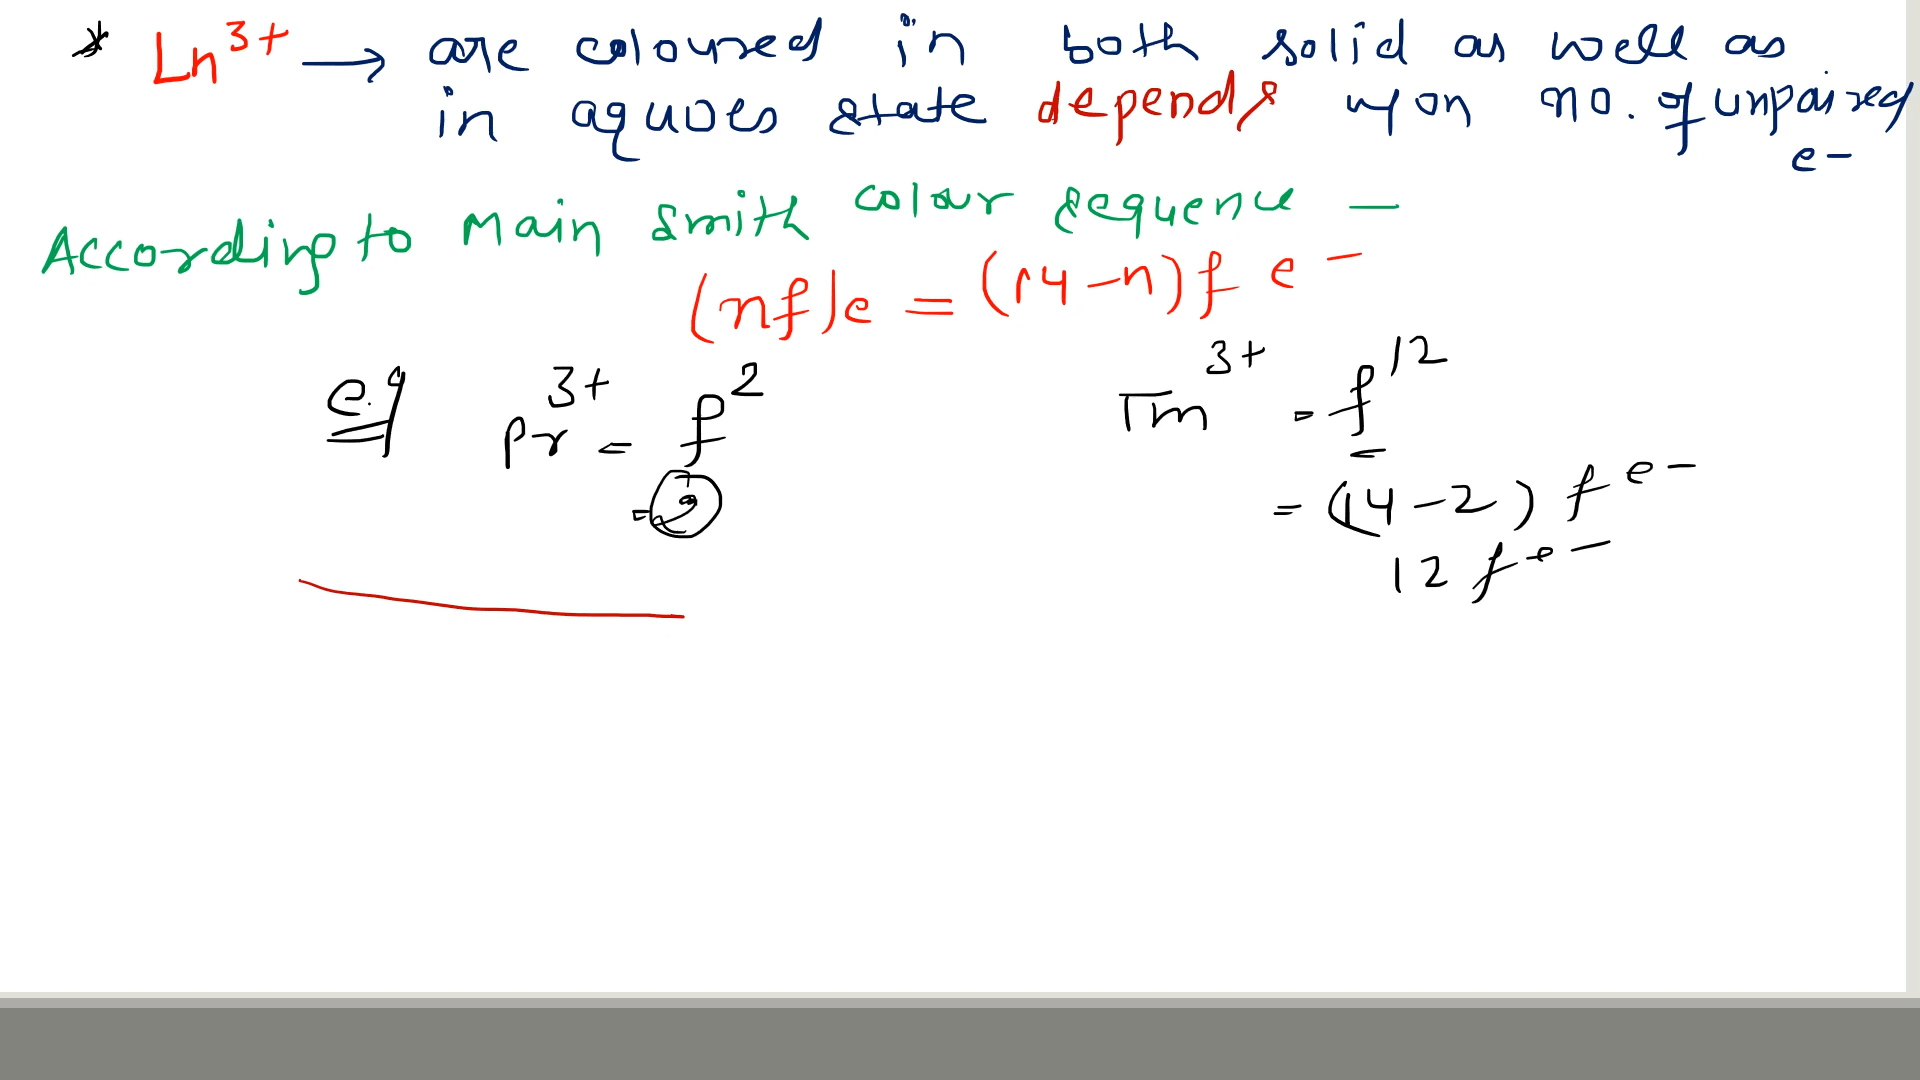 * Ln3+ → are coloured in both solid as well as
in aquoes state depends upon no. of unpaired
e-
According to Main Smith colour sequence -
(nf)e = (14-n)f e-
e.g Pr3+ = f2 Tm3+ = f12
= 2 = (14-2) f e-
12 f e-